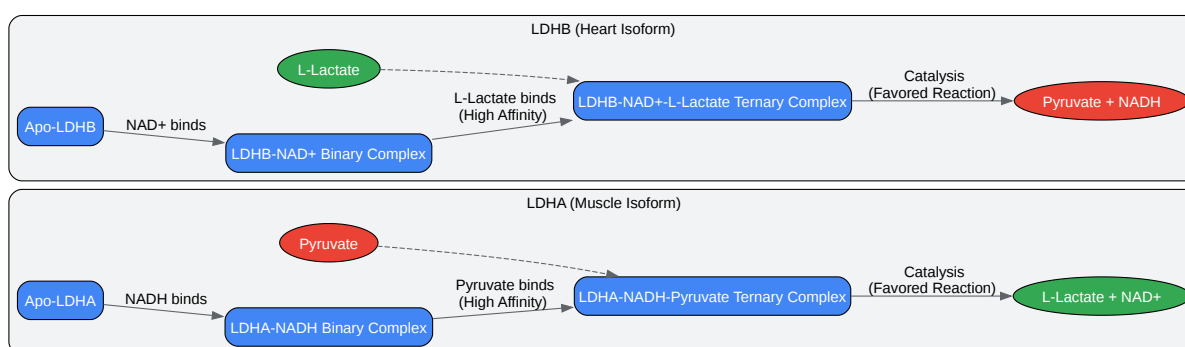 LDHB (Heart Isoform)
L-Lactate
Apo-LDHB
NAD+ binds
LDHB-NAD+ Binary Complex
L-Lactate binds
(High Affinity)
LDHB-NAD+-L-Lactate Ternary Complex
Catalysis
(Favored Reaction)
Pyruvate + NADH
LDHA (Muscle Isoform)
Pyruvate
Apo-LDHA
NADH binds
LDHA-NADH Binary Complex
Pyruvate binds
(High Affinity)
LDHA-NADH-Pyruvate Ternary Complex
Catalysis
(Favored Reaction)
L-Lactate + NAD+